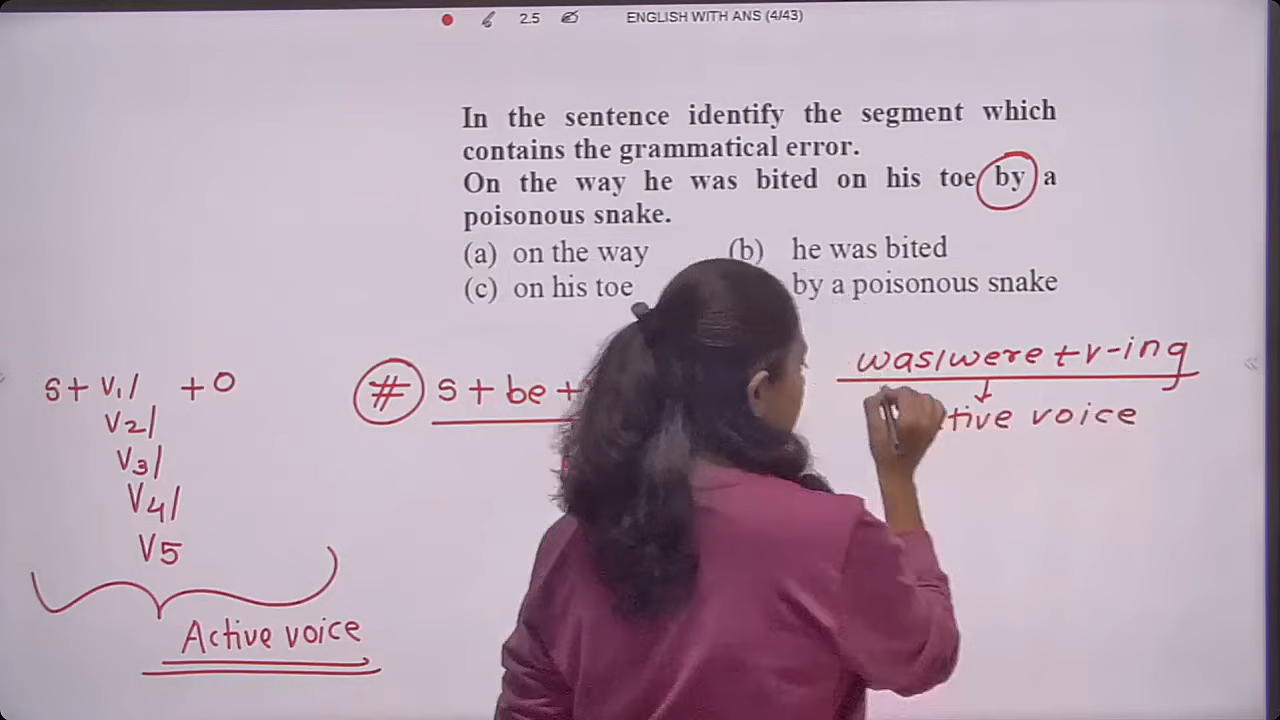 2.5 ENGLISH WITH ANS (4/43)
In the sentence identify the segment which
contains the grammatical error.
On the way he was bited on his toe by a
poisonous snake.
(a) on the way (b) he was bited
(c) on his toe by a poisonous snake
s + v1/ + O
v2/
v3/
v4/
v5
Active voice
# s + be +
was/were + v-ing
voice